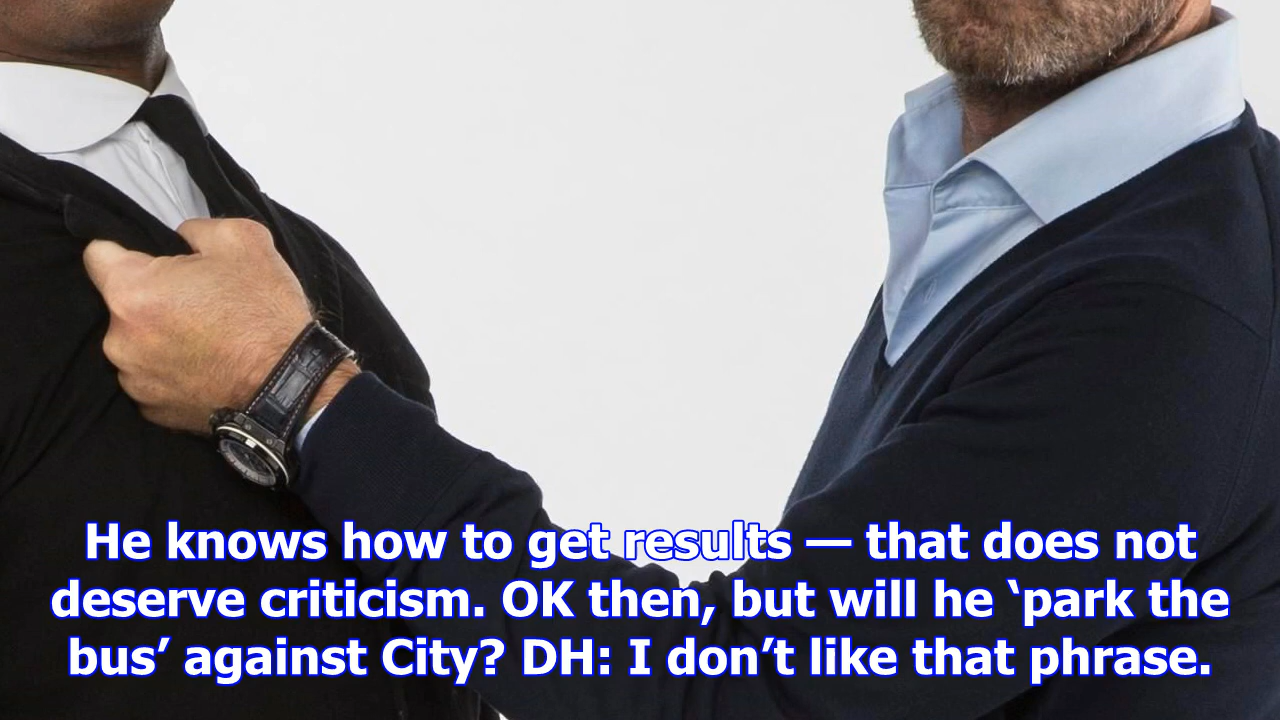 He knows how to get results — that does not
deserve criticism. OK then, but will he ‘park the
bus’ against City? DH: I don’t like that phrase.